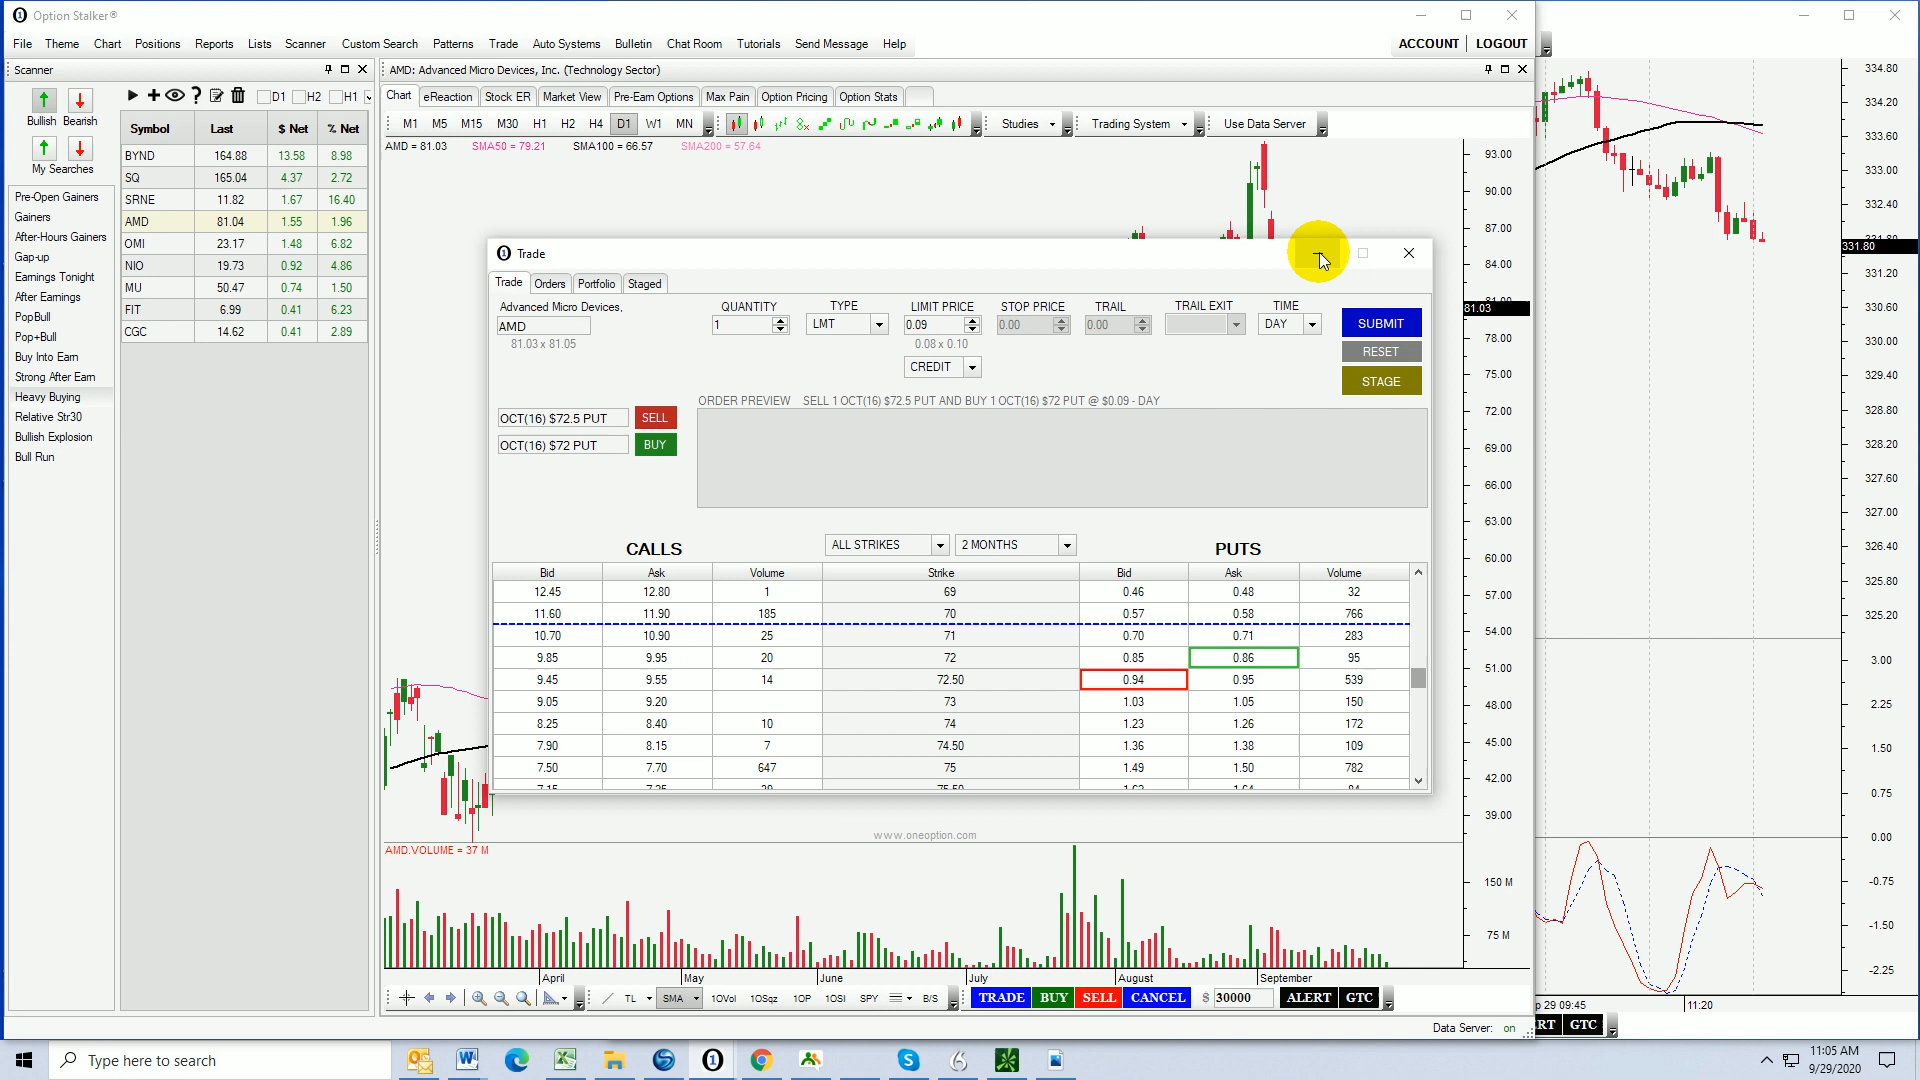 Option Stalker®
File Theme Chart Positions Reports Lists Scanner Custom Search Patterns Trade Auto Systems Bulletin Chat Room Tutorials Send Message Help
ACCOUNT LOGOUT
Scanner
Bullish Bearish
My Searches
D1 H2 H1
Pre-Open Gainers
Gainers
After-Hours Gainers
Gap-up
Earnings Tonight
After Earnings
PopBull
Pop+Bull
Buy Into Earn
Strong After Earn
Heavy Buying
Relative Str30
Bullish Explosion
Bull Run
Symbol Last $ Net % Net
BYND 164.88 13.58 8.98
SQ 165.04 4.37 2.72
SRNE 11.82 1.67 16.40
AMD 81.04 1.55 1.96
OMI 23.17 1.48 6.82
NIO 19.73 0.92 4.86
MU 50.47 0.74 1.50
FIT 6.99 0.41 6.23
CGC 14.62 0.41 2.89
AMD: Advanced Micro Devices, Inc. (Technology Sector)
Chart eReaction Stock ER Market View Pre-Earn Options Max Pain Option Pricing Option Stats
M1 M5 M15 M30 H1 H2 H4 D1 W1 MN Studies Trading System Use Data Server
AMD = 81.03 SMA50 = 79.21 SMA100 = 66.57 SMA200 = 57.64
93.00
90.00
87.00
84.00
81.03
78.00
75.00
72.00
69.00
66.00
63.00
60.00
57.00
54.00
51.00
48.00
45.00
42.00
39.00
Trade
Trade Orders Portfolio Staged
Advanced Micro Devices, QUANTITY TYPE LIMIT PRICE STOP PRICE TRAIL TRAIL EXIT TIME
AMD 1 LMT 0.09 0.00 0.00 DAY SUBMIT
81.03 x 81.05 0.08 x 0.10 RESET
CREDIT STAGE
ORDER PREVIEW SELL 1 OCT(16) $72.5 PUT AND BUY 1 OCT(16) $72 PUT @ $0.09 - DAY
OCT(16) $72.5 PUT SELL
OCT(16) $72 PUT BUY
CALLS ALL STRIKES 2 MONTHS PUTS
Bid Ask Volume Strike Bid Ask Volume
12.45 12.80 1 69 0.46 0.48 32
11.60 11.90 185 70 0.57 0.58 766
10.70 10.90 25 71 0.70 0.71 283
9.85 9.95 20 72 0.85 0.86 95
9.45 9.55 14 72.50 0.94 0.95 539
9.05 9.20 73 1.03 1.05 150
8.25 8.40 10 74 1.23 1.26 172
7.90 8.15 7 74.50 1.36 1.38 109
7.50 7.70 647 75 1.49 1.50 782
www.oneoption.com
AMD.VOLUME = 37 M
150 M
75 M
April May June July August September
TL SMA 1OVol 1OSqz 1OP 1OSI SPY B/S TRADE BUY SELL CANCEL $ 30000 ALERT GTC
Data Server: on
334.80
334.20
333.60
333.00
332.40
331.80
331.20
330.60
330.00
329.40
328.80
328.20
327.60
327.00
326.40
325.80
325.20
3.00
2.25
1.50
0.75
0.00
-0.75
-1.50
-2.25
p 29 09:45 11:20
RT GTC
Type here to search
11:05 AM
9/29/2020